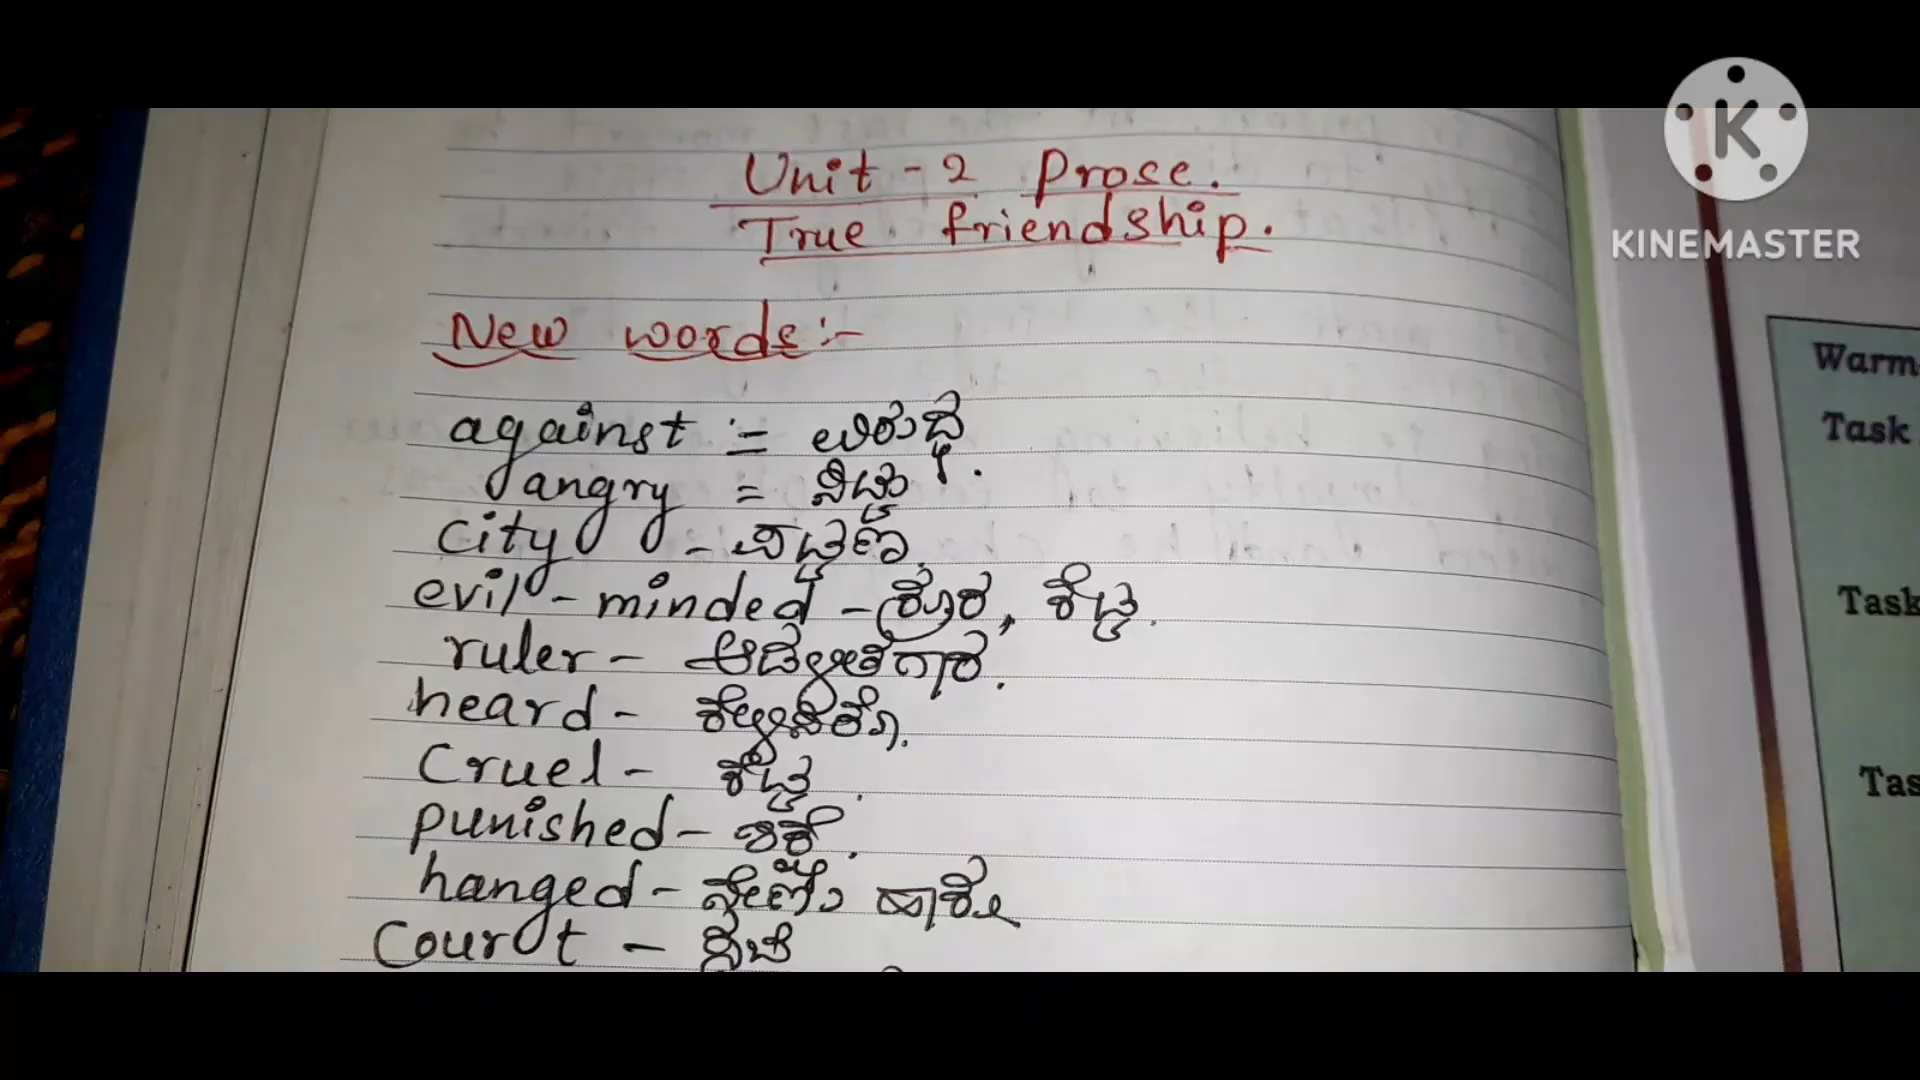 Unit - 2 Prose.
True friendship.
New words:-
against := ವಿರುದ್ಧ.
angry = ಸಿಟ್ಟು
city - ಪಟ್ಟಣ.
evil - minded - ಕ್ರೂರ, ಕೆಟ್ಟ.
ruler - ಆಡಳಿತಗಾರ.
heard - ಕೇಳಿಸಿಕೊ.
Cruel - ಕೆಟ್ಟ.
punished - ಶಿಕ್ಷೆ.
hanged - ನೇಣಿಗೆ ಹಾಕು
Court - ಸಭೆ
KINEMASTER
Warm
Task
Task
Tas